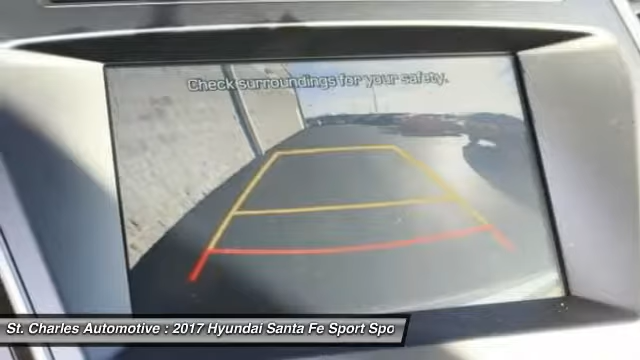 Check surroundings for your safety.
St. Charles Automotive : 2017 Hyundai Santa Fe Sport Spo